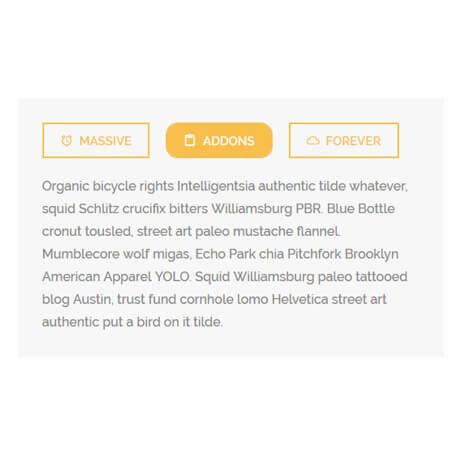 MASSIVE ADDONS FOREVER
Organic bicycle rights Intelligentsia authentic tilde whatever,
squid Schlitz crucifix bitters Williamsburg PBR. Blue Bottle
cronut tousled, street art paleo mustache flannel.
Mumblecore wolf migas, Echo Park chia Pitchfork Brooklyn
American Apparel YOLO. Squid Williamsburg paleo tattooed
blog Austin, trust fund cornhole lomo Helvetica street art
authentic put a bird on it tilde.